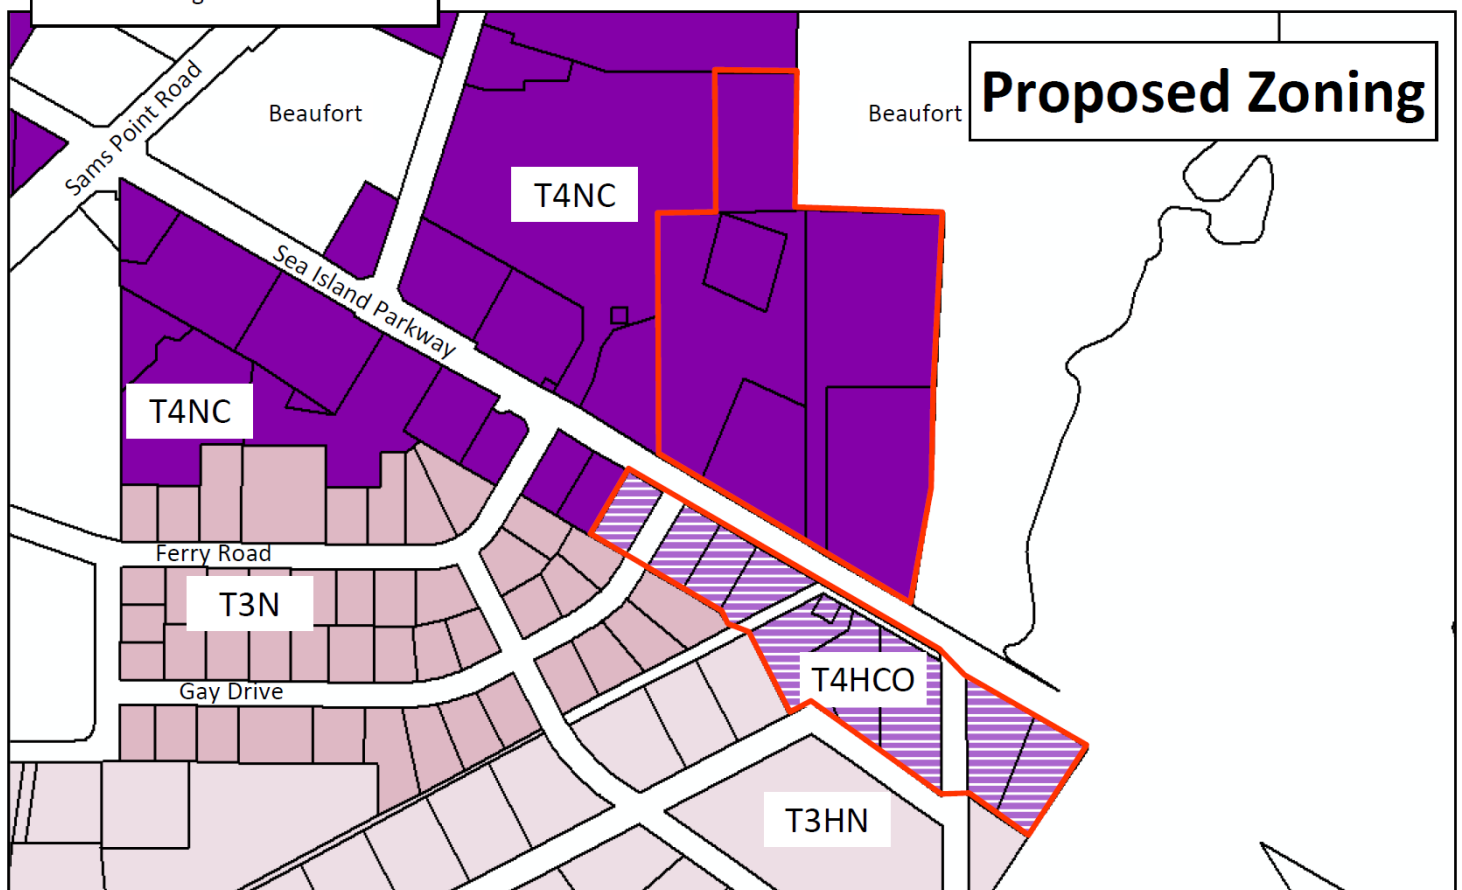 Proposed Zoning
Beaufort
Beaufort
Sams Point Road
T4NC
Sea Island Parkway
T4NC
Ferry Road
T3N
T4HCO
Gay Drive
T3HN